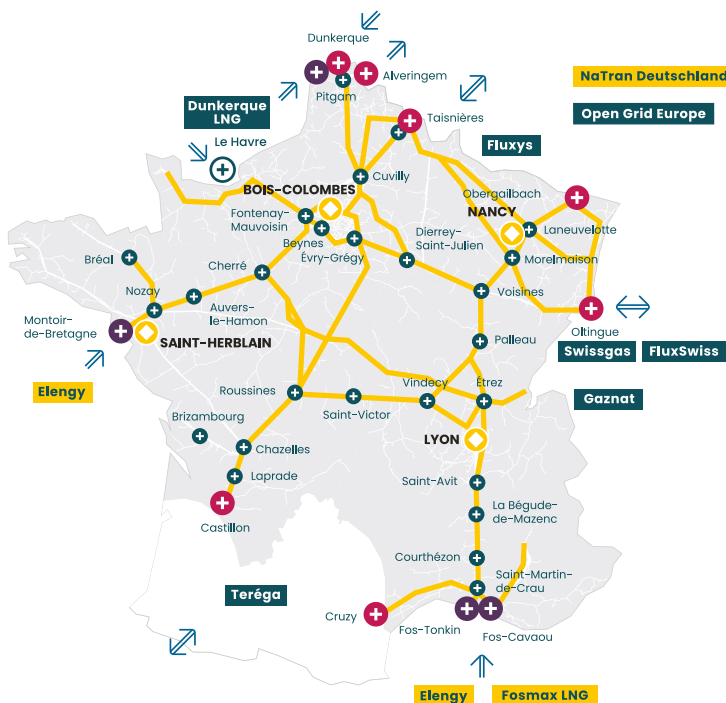 Dunkerque
Alveringem
Pitgam
NaTran Deutschland
Dunkerque
LNG
Open Grid Europe
Taisnières
Le Havre
Fluxys
Cuvilly
Obergailbach
BOIS-COLOMBES
NANCY
Fontenay-
Mauvoisin
Laneuvelotte
Beynes
Évry-Grégy
Dierrey-
Saint-Julien
Morelmaison
Bréal
Cherré
Nozay
Voisines
Auvers-
le-Hamon
Montoir-
de-Bretagne
SAINT-HERBLAIN
Oltingue
Palleau
Swissgas
FluxSwiss
Elengy
Roussines
Vindecy
Étrez
Gaznat
Saint-Victor
Brizambourg
LYON
Chazelles
Laprade
Saint-Avit
Castillon
La Bégude-
de-Mazenc
Courthézon
Saint-Martin-
de-Crau
Teréga
Cruzy
Fos-Tonkin
Fos-Cavaou
Elengy
Fosmax LNG